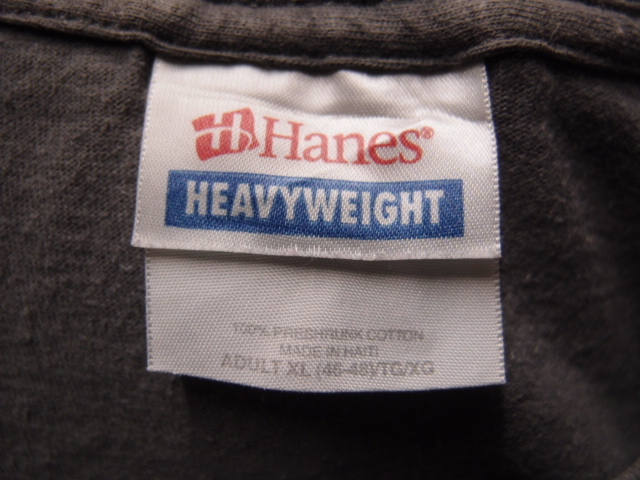 Hanes®
HEAVYWEIGHT
100% PRESHRUNK COTTON
MADE IN HAITI
ADULT XL (46-48)/TG/XG